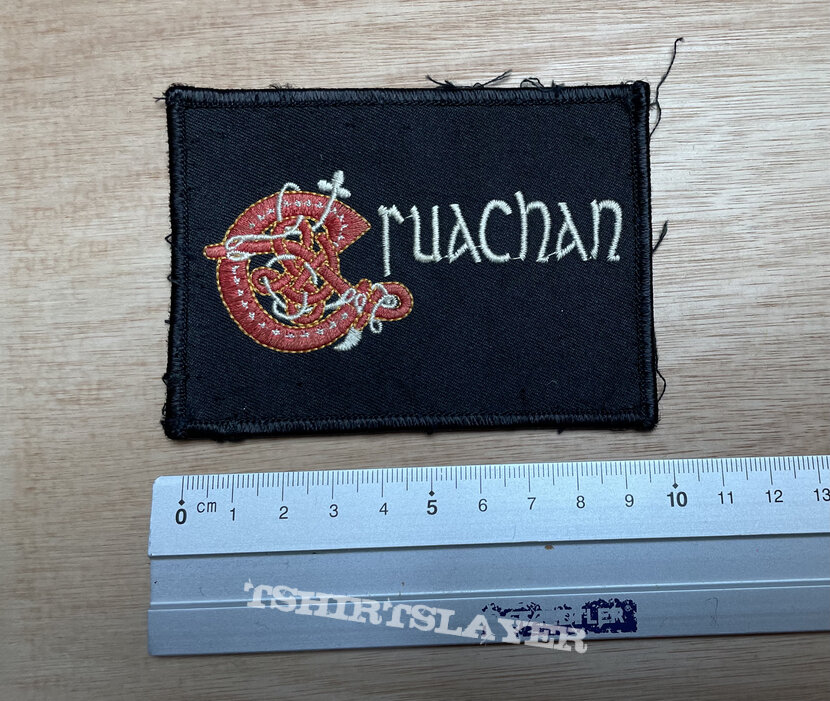 Cruachan
0 cm 1 2 3 4 5 6 7 8 9 10 11 12 13
TSHIRTSLAYER